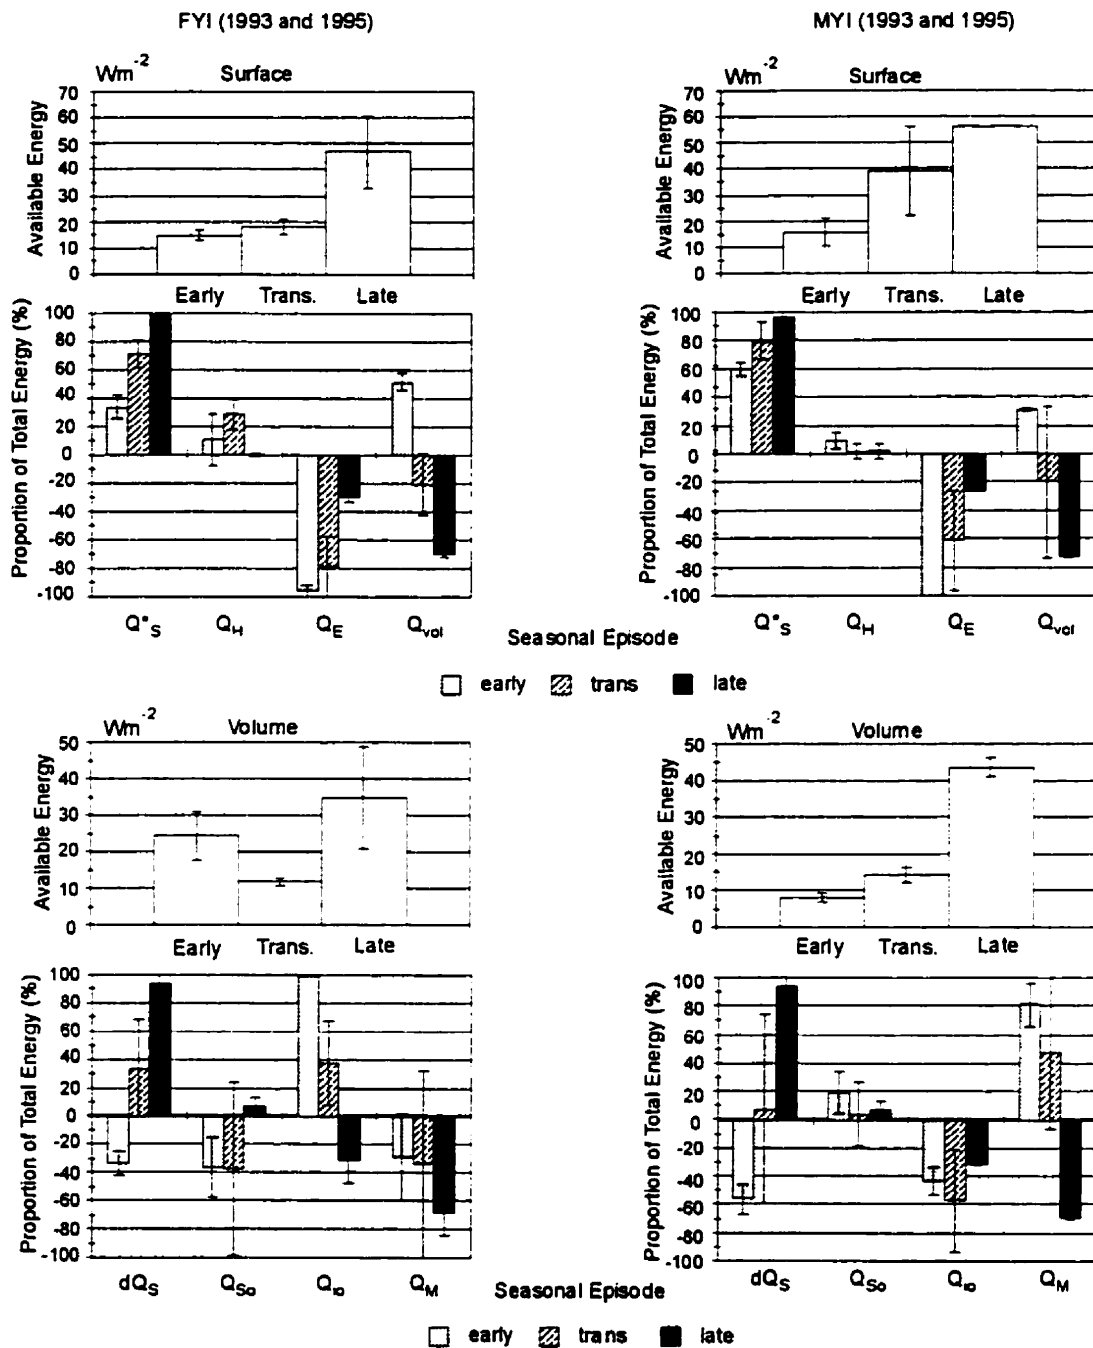 FYI (1993 and 1995)
MYI (1993 and 1995)
Wm-2 Surface
Available Energy
70
60
50
40
30
20
10
0
Early Trans. Late
Proportion of Total Energy (%)
100
80
60
40
20
0
-20
-40
-60
-80
-100
Q*S QH QE Qvol
Wm-2 Surface
Available Energy
70
60
50
40
30
20
10
0
Early Trans. Late
Proportion of Total Energy (%)
100
80
60
40
20
0
-20
-40
-60
-80
-100
Q*S QH QE Qvol
Seasonal Episode
early trans late
Wm-2 Volume
Available Energy
50
40
30
20
10
0
Early Trans. Late
Proportion of Total Energy (%)
100
80
60
40
20
0
-20
-40
-60
-80
-100
dQS QSo QIo QM
Wm-2 Volume
Available Energy
50
40
30
20
10
0
Early Trans. Late
Proportion of Total Energy (%)
100
80
60
40
20
0
-20
-40
-60
-80
-100
dQS QSo QIo QM
Seasonal Episode
early trans late